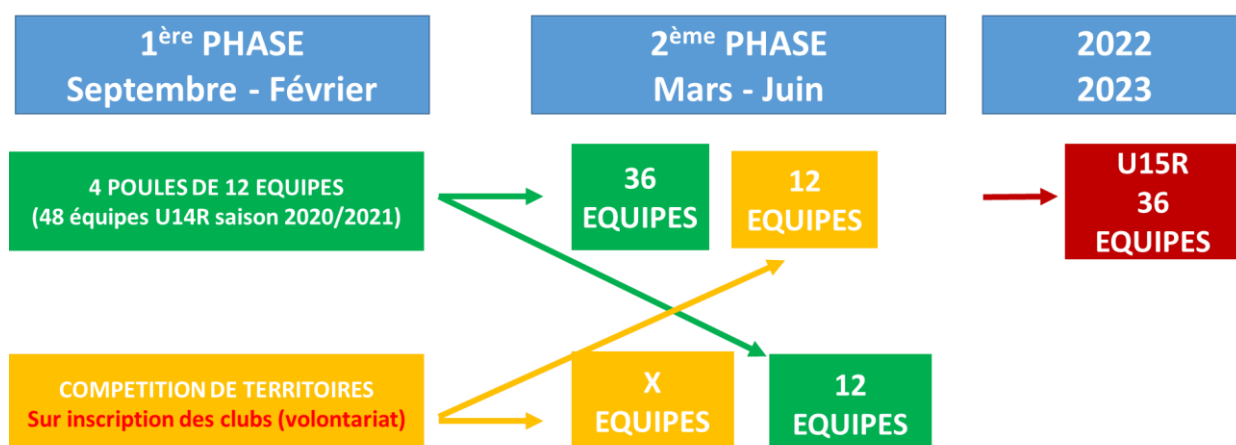 1ère PHASE
Septembre - Février
2ème PHASE
Mars - Juin
2022
2023
4 POULES DE 12 EQUIPES
(48 équipes U14R saison 2020/2021)
36
EQUIPES
12
EQUIPES
U15R
36
EQUIPES
COMPETITION DE TERRITOIRES
Sur inscription des clubs (volontariat)
X
EQUIPES
12
EQUIPES